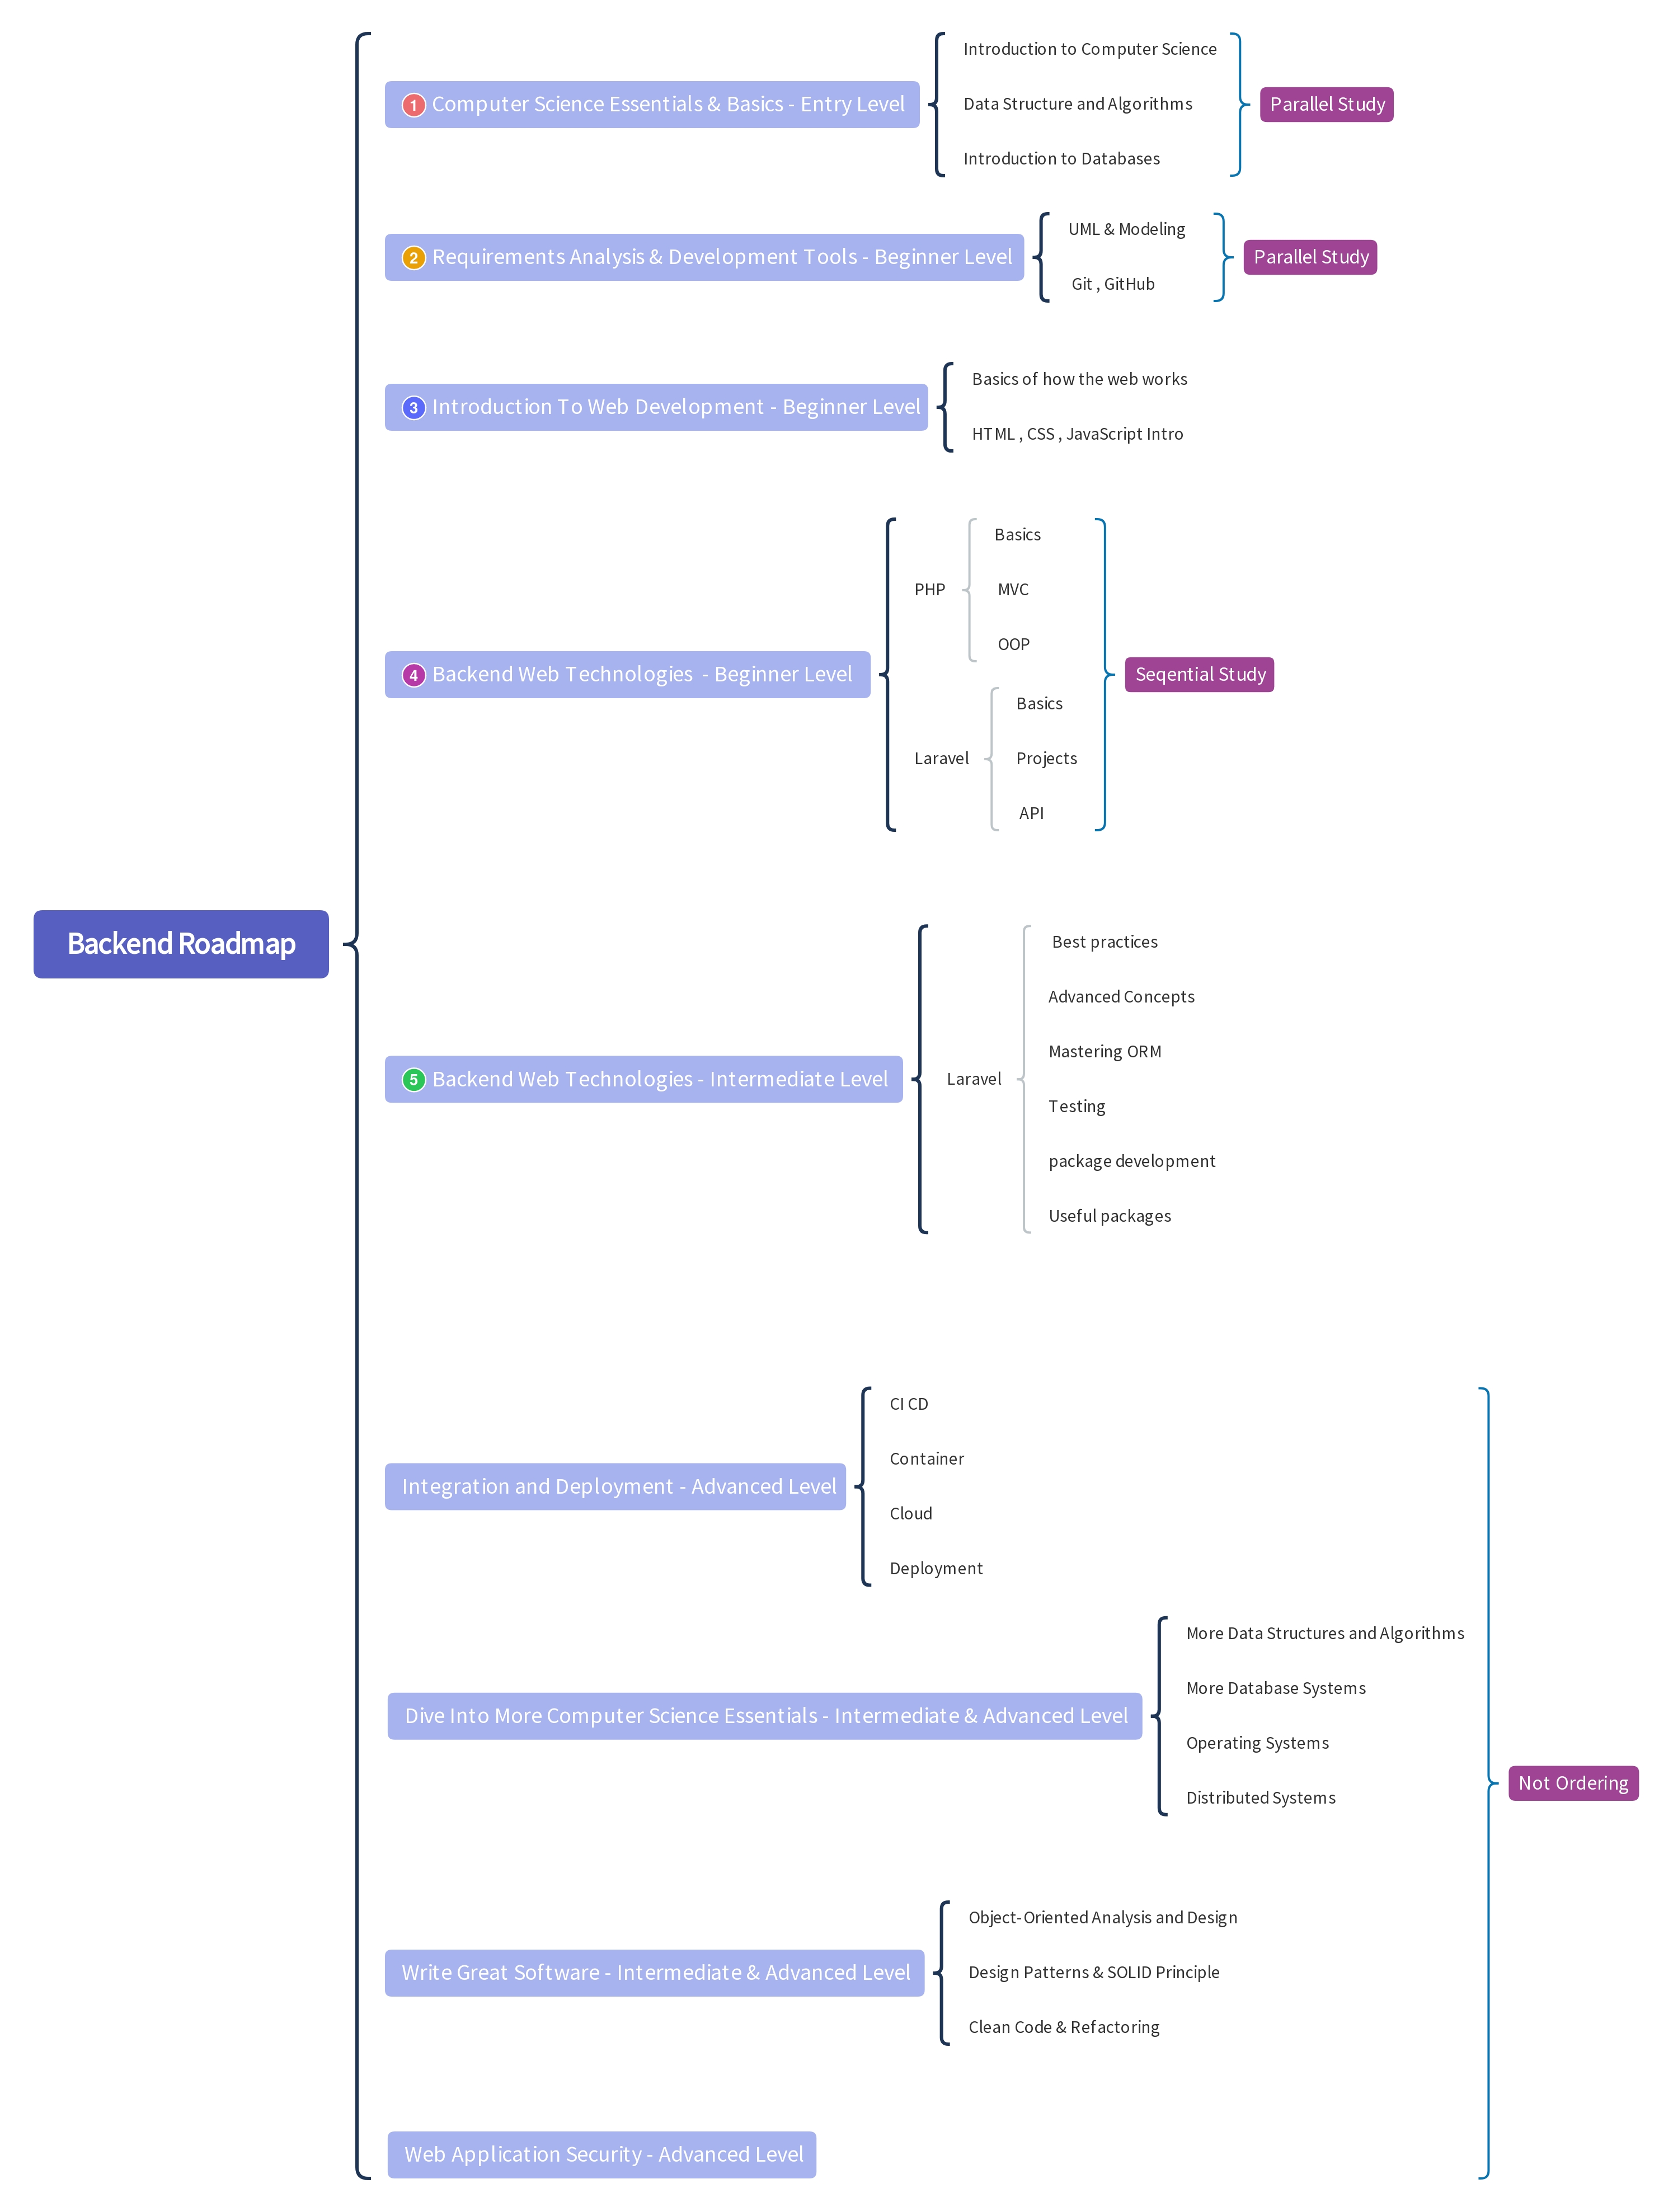 Backend Roadmap
1 Computer Science Essentials & Basics - Entry Level
Introduction to Computer Science
Data Structure and Algorithms
Introduction to Databases
Parallel Study
2 Requirements Analysis & Development Tools - Beginner Level
UML & Modeling
Git , GitHub
Parallel Study
3 Introduction To Web Development - Beginner Level
Basics of how the web works
HTML , CSS , JavaScript Intro
4 Backend Web Technologies - Beginner Level
PHP
Basics
MVC
OOP
Laravel
Basics
Projects
API
Seqential Study
5 Backend Web Technologies - Intermediate Level
Laravel
Best practices
Advanced Concepts
Mastering ORM
Testing
package development
Useful packages
Integration and Deployment - Advanced Level
CI CD
Container
Cloud
Deployment
Dive Into More Computer Science Essentials - Intermediate & Advanced Level
More Data Structures and Algorithms
More Database Systems
Operating Systems
Distributed Systems
Write Great Software - Intermediate & Advanced Level
Object-Oriented Analysis and Design
Design Patterns & SOLID Principle
Clean Code & Refactoring
Web Application Security - Advanced Level
Not Ordering